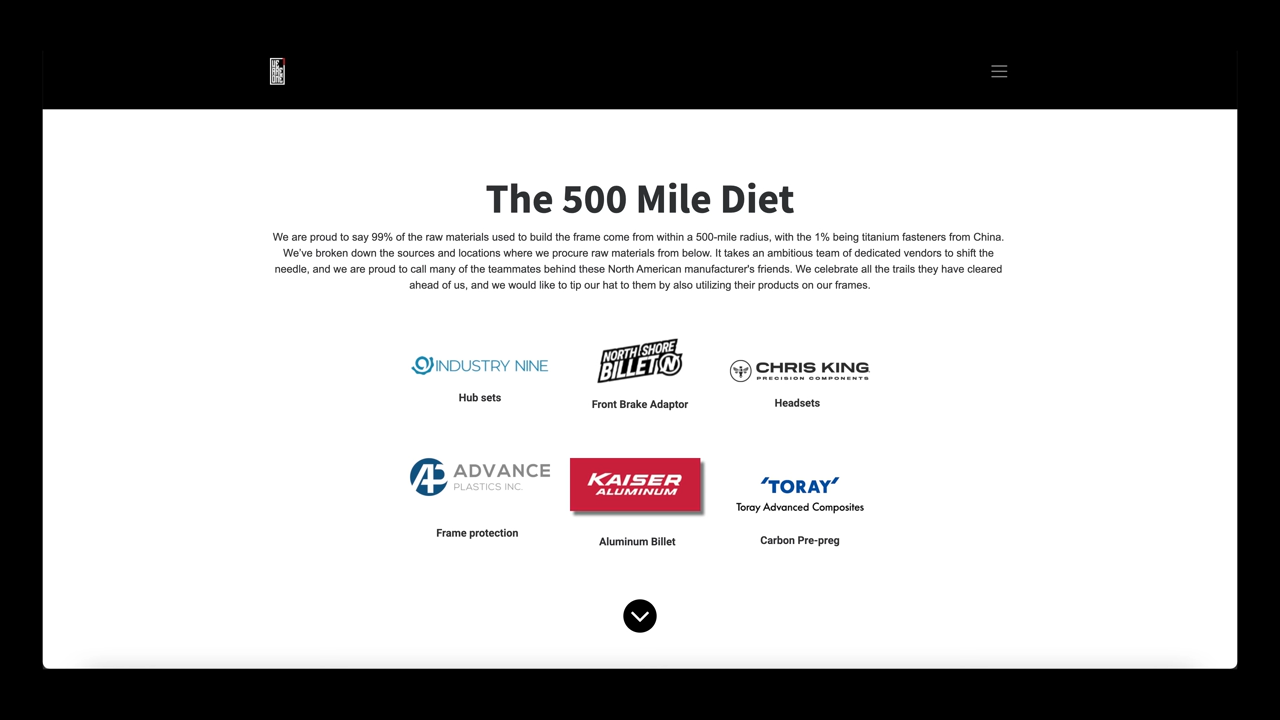 WE
ARE
ONE
The 500 Mile Diet
We are proud to say 99% of the raw materials used to build the frame come from within a 500-mile radius, with the 1% being titanium fasteners from China.
We've broken down the sources and locations where we procure raw materials from below. It takes an ambitious team of dedicated vendors to shift the
needle, and we are proud to call many of the teammates behind these North American manufacturer's friends. We celebrate all the trails they have cleared
ahead of us, and we would like to tip our hat to them by also utilizing their products on our frames.
INDUSTRY NINE
Hub sets
NORTH SHORE
BILLET N
Front Brake Adaptor
CHRIS KING
PRECISION COMPONENTS
Headsets
AP ADVANCE
PLASTICS INC.
Frame protection
KAISER
ALUMINUM
Aluminum Billet
TORAY
Toray Advanced Composites
Carbon Pre-preg